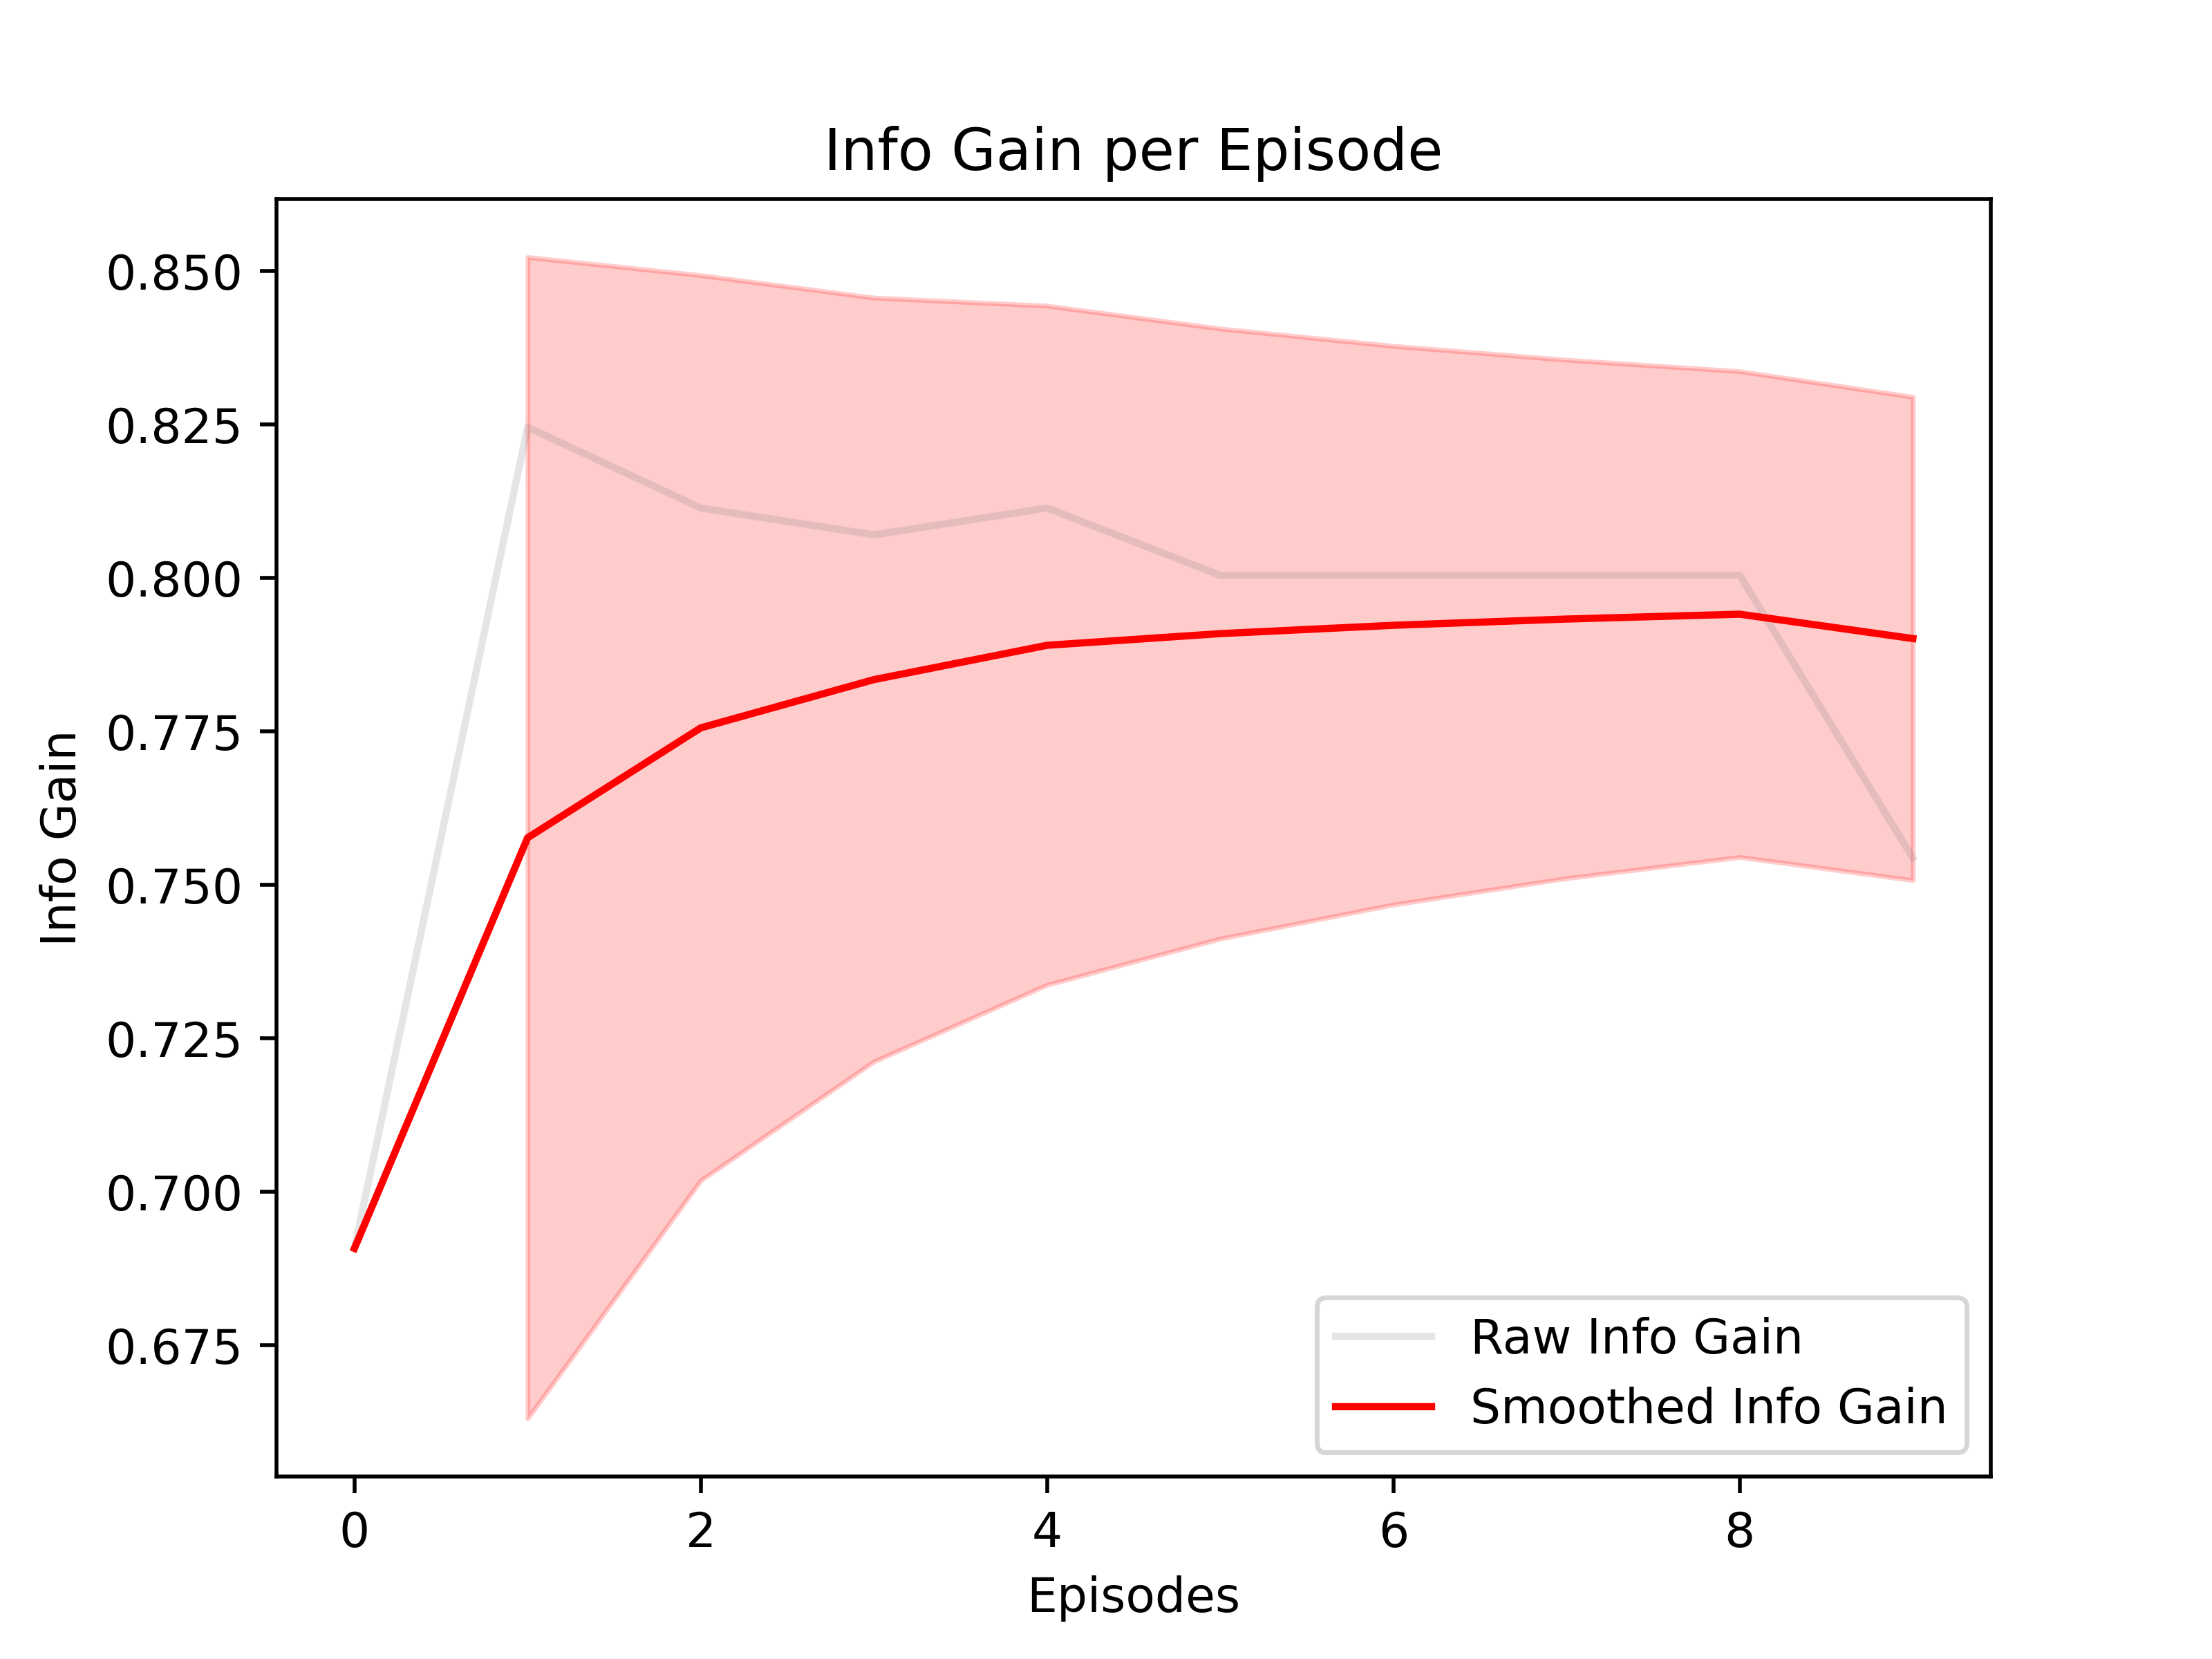 Info Gain per Episode
Info Gain
0.850
0.825
0.800
0.775
0.750
0.725
0.700
0.675
Raw Info Gain
Smoothed Info Gain
0 2 4 6 8
Episodes